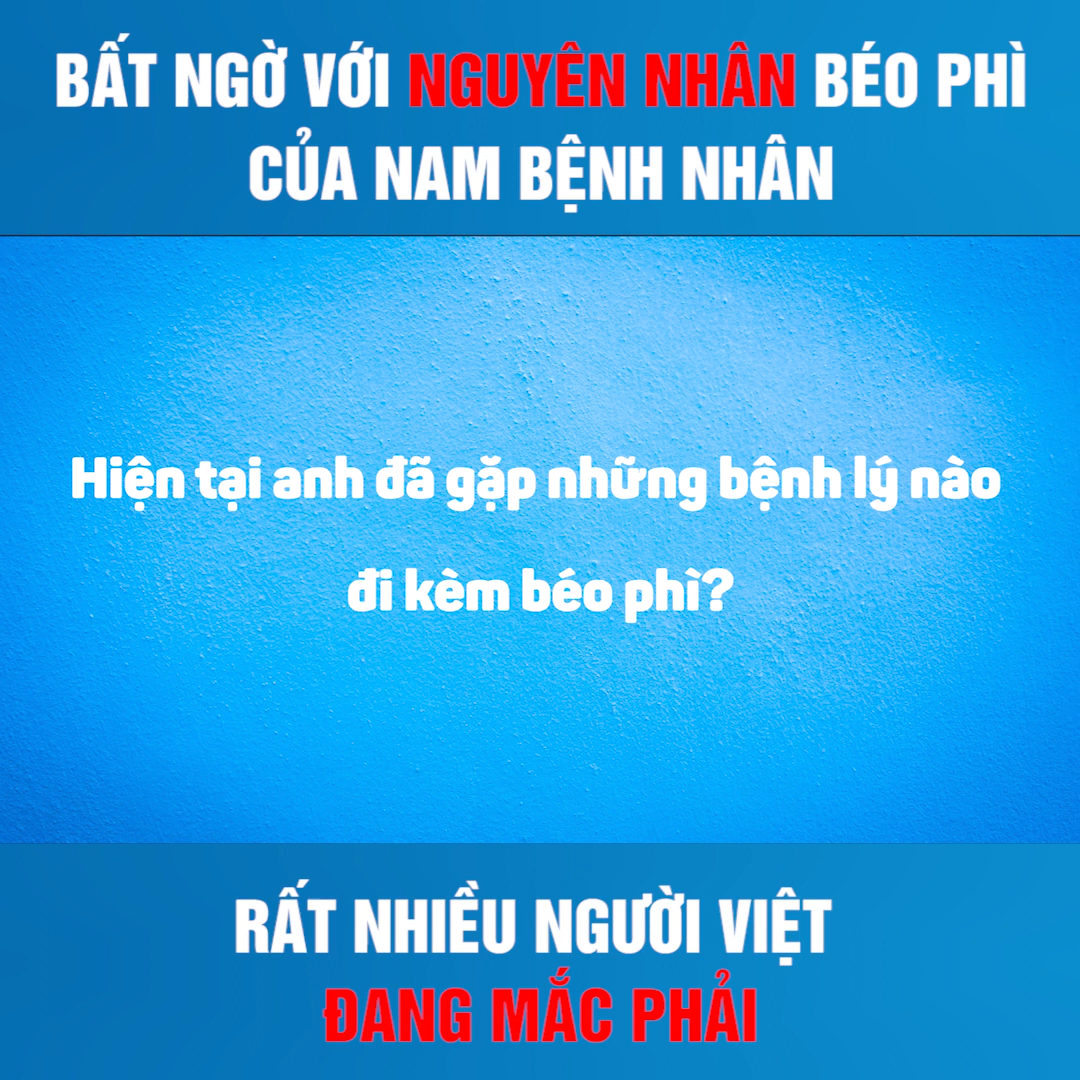 BẤT NGỜ VỚI NGUYÊN NHÂN BÉO PHÌ
CỦA NAM BỆNH NHÂN
Hiện tại anh đã gặp những bệnh lý nào
đi kèm béo phì?
RẤT NHIỀU NGƯỜI VIỆT
ĐANG MẮC PHẢI